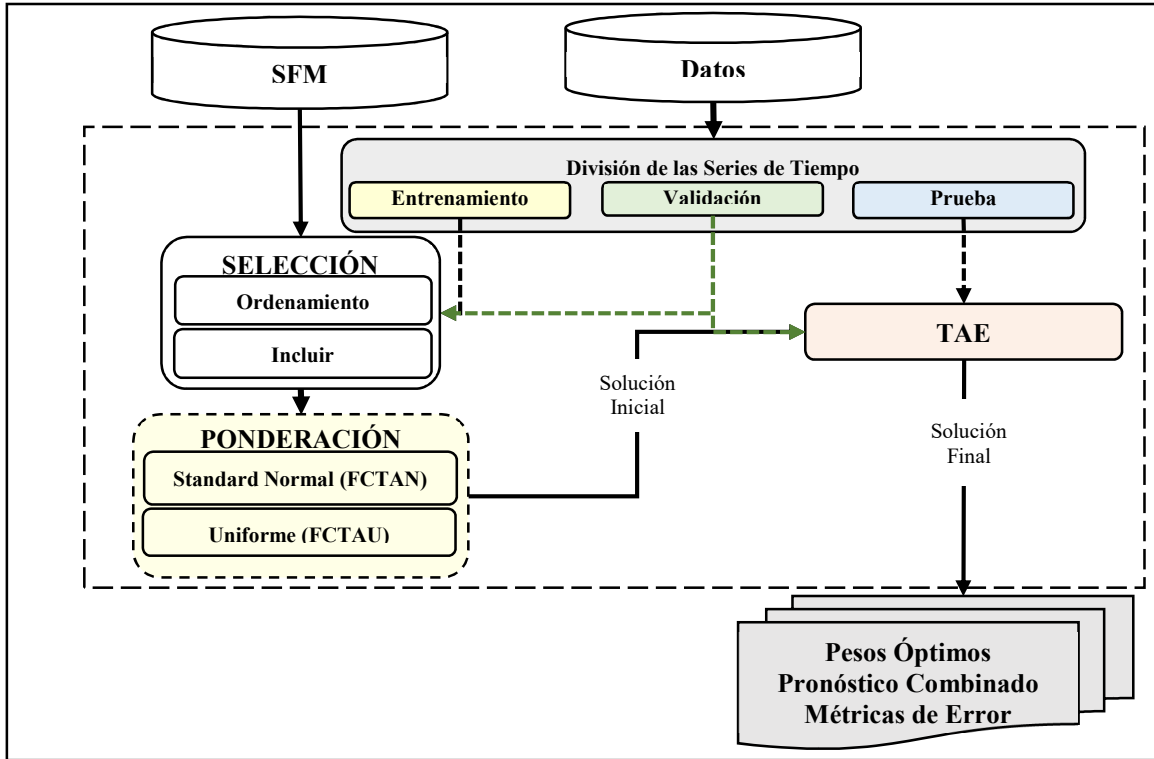 SFM
Datos
División de las Series de Tiempo
Entrenamiento
Validación
Prueba
SELECCIÓN
Ordenamiento
Incluir
TAE
Solución
Inicial
PONDERACIÓN
Standard Normal (FCTAN)
Uniforme (FCTAU)
Solución
Final
Pesos Óptimos
Pronóstico Combinado
Métricas de Error